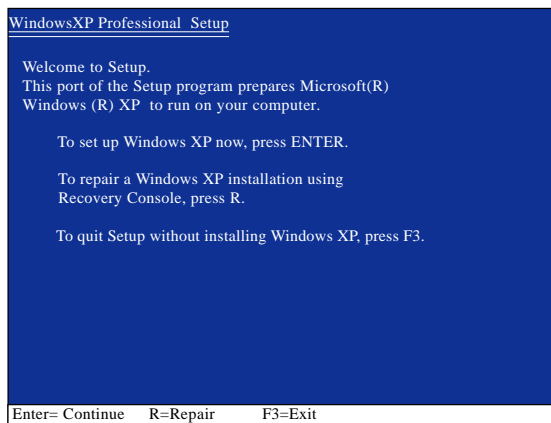 WindowsXP Professional Setup
Welcome to Setup.
This port of the Setup program prepares Microsoft(R)
Windows (R) XP to run on your computer.
To set up Windows XP now, press ENTER.
To repair a Windows XP installation using
Recovery Console, press R.
To quit Setup without installing Windows XP, press F3.
Enter= Continue R=Repair F3=Exit